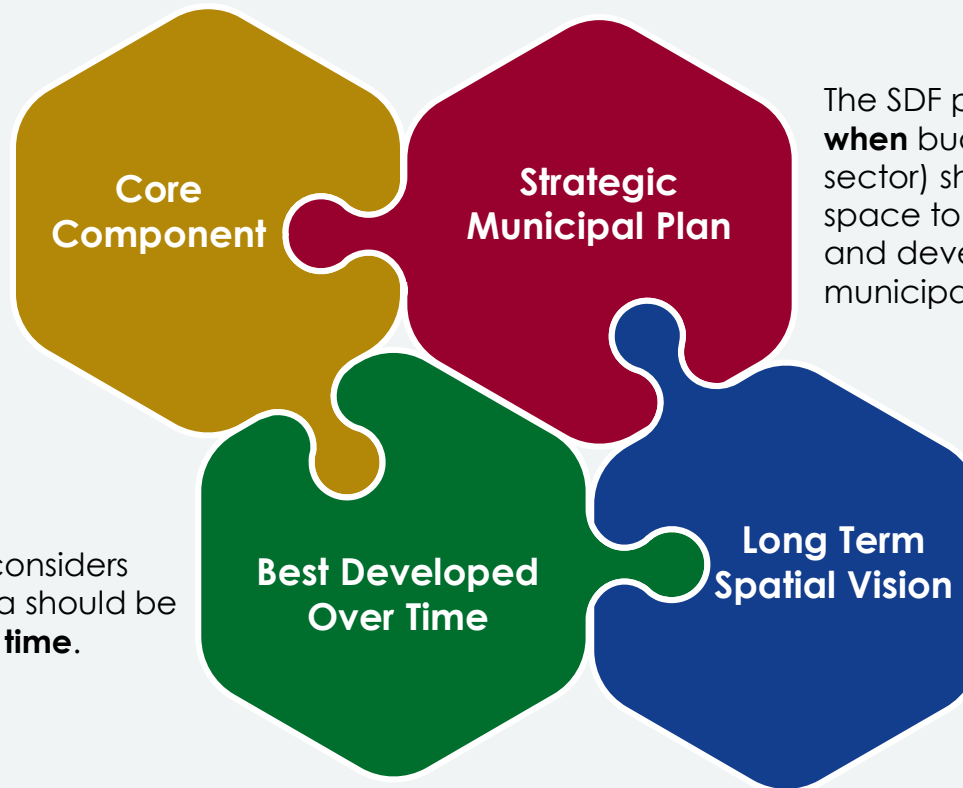 Core
Component
Strategic
Municipal Plan
The SDF p
when
sector) sh
space to
and deve
municipa
considers
a should be
time.
Best Developed
Over Time
Long Term
Spatial Vision